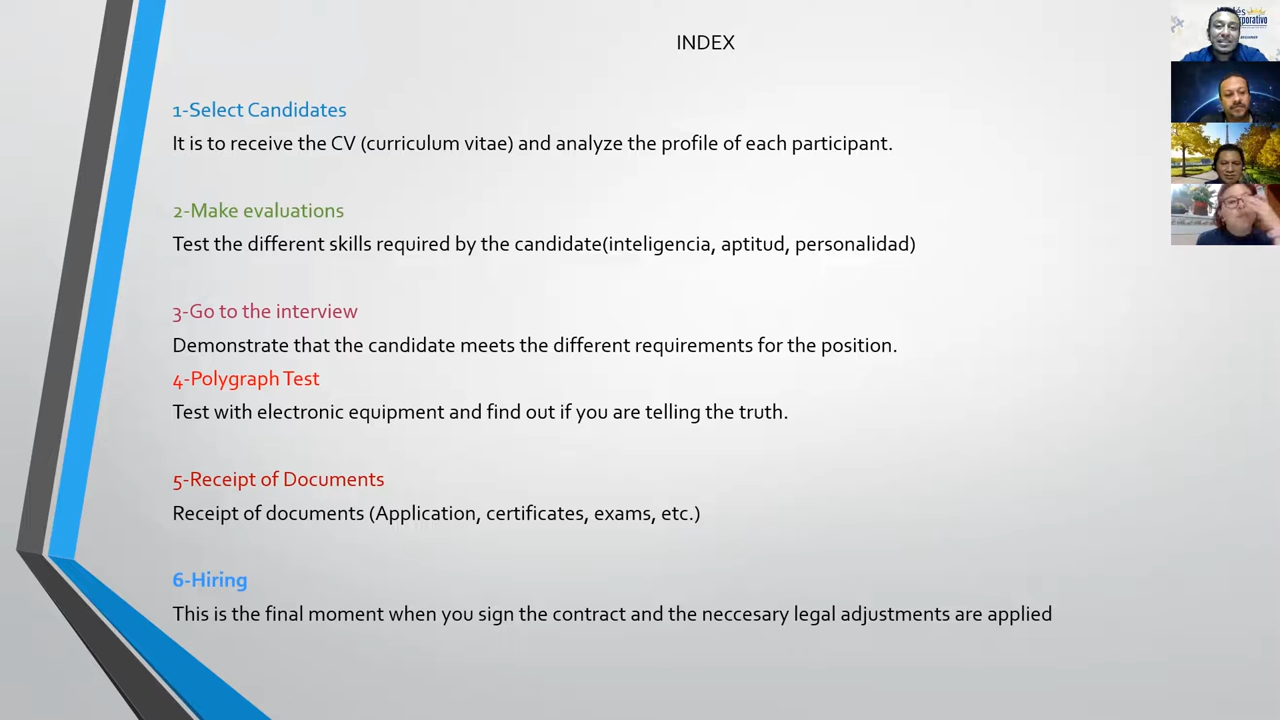 INDEX
1-Select Candidates
It is to receive the CV (curriculum vitae) and analyze the profile of each participant.
2-Make evaluations
Test the different skills required by the candidate(inteligencia, aptitud, personalidad)
3-Go to the interview
Demonstrate that the candidate meets the different requirements for the position.
4-Polygraph Test
Test with electronic equipment and find out if you are telling the truth.
5-Receipt of Documents
Receipt of documents (Application, certificates, exams, etc.)
6-Hiring
This is the final moment when you sign the contract and the neccesary legal adjustments are applied